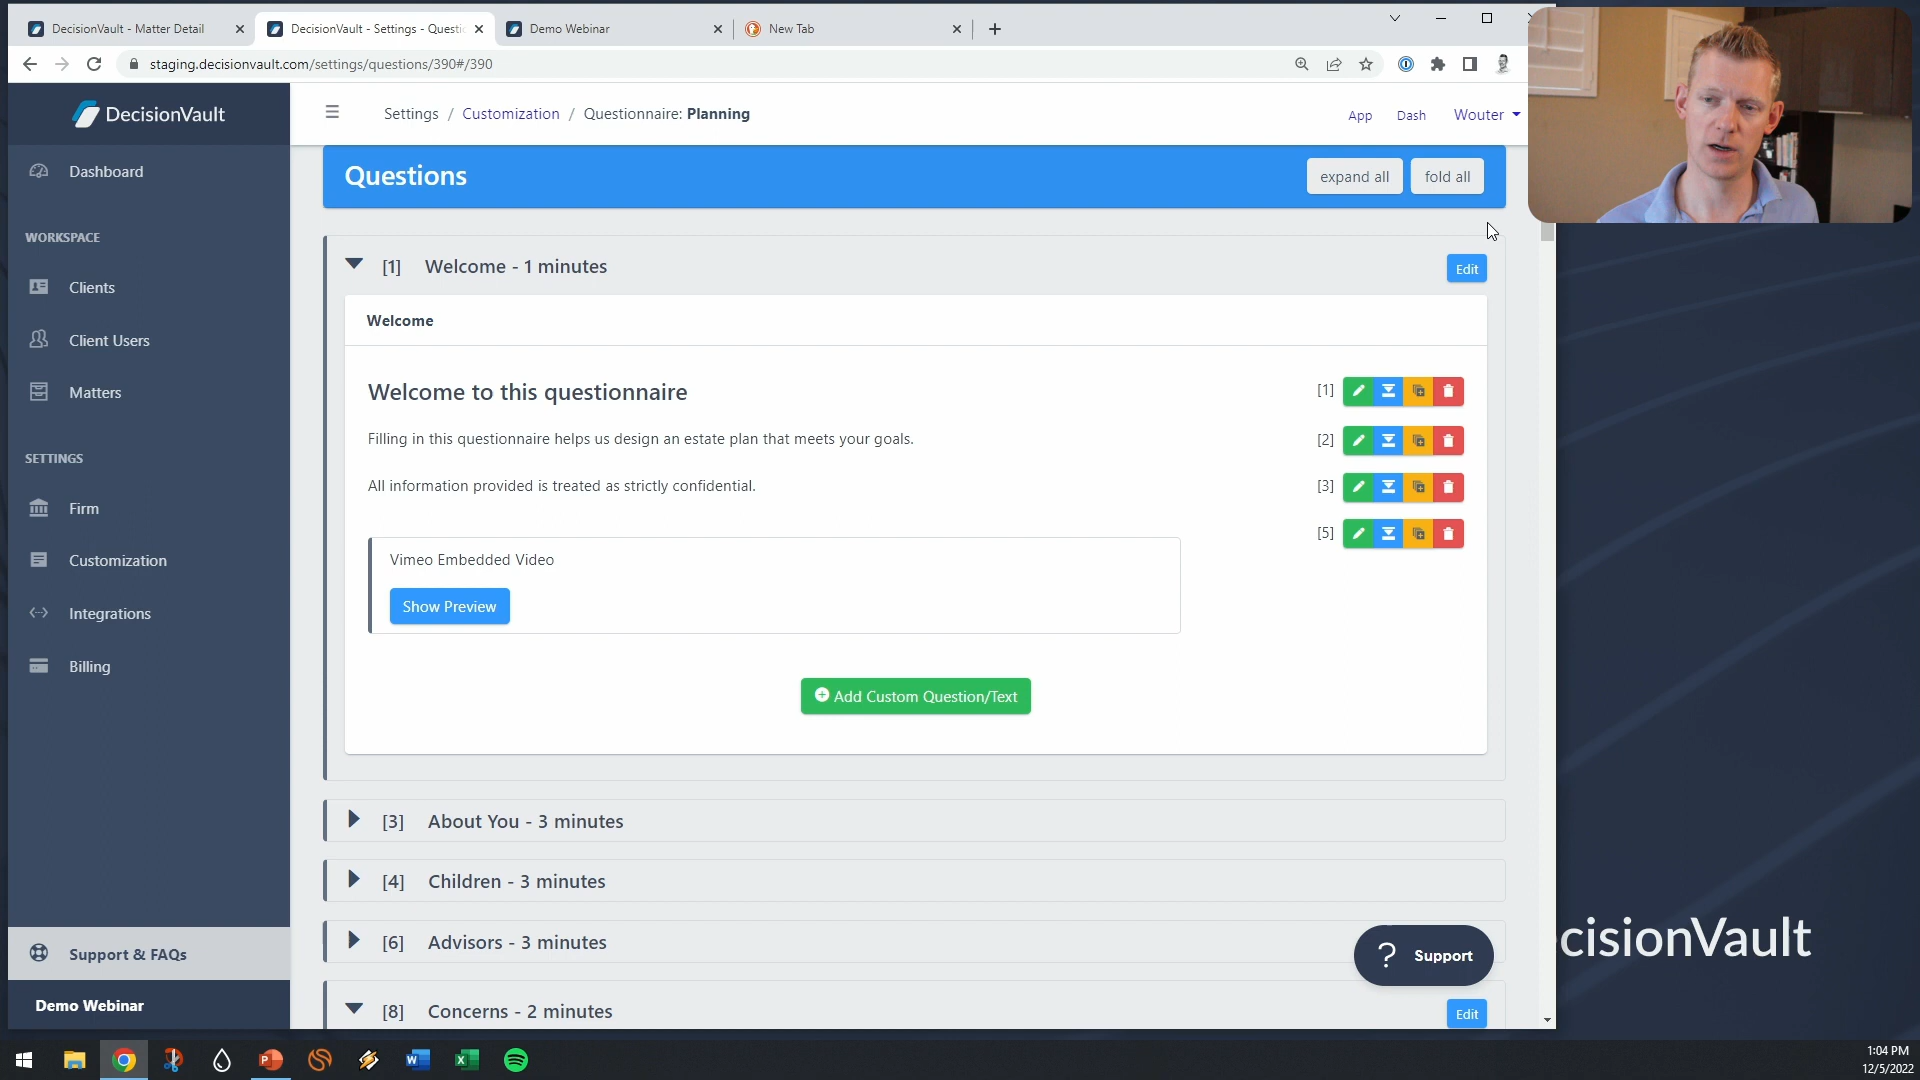 DecisionVault - Matter Detail
DecisionVault - Settings - Questio
Demo Webinar
New Tab
staging.decisionvault.com/settings/questions/390#/390
DecisionVault
Settings / Customization / Questionnaire: Planning
App
Dash
Wouter
Dashboard
WORKSPACE
Clients
Client Users
Matters
SETTINGS
Firm
Customization
Integrations
Billing
Support & FAQs
Demo Webinar
Questions
expand all
fold all
[1] Welcome - 1 minutes
Edit
Welcome
Welcome to this questionnaire
[1]
Filling in this questionnaire helps us design an estate plan that meets your goals.
[2]
All information provided is treated as strictly confidential.
[3]
[5]
Vimeo Embedded Video
Show Preview
Add Custom Question/Text
[3] About You - 3 minutes
[4] Children - 3 minutes
[6] Advisors - 3 minutes
[8] Concerns - 2 minutes
Edit
? Support
cisionVault
1:04 PM
12/5/2022